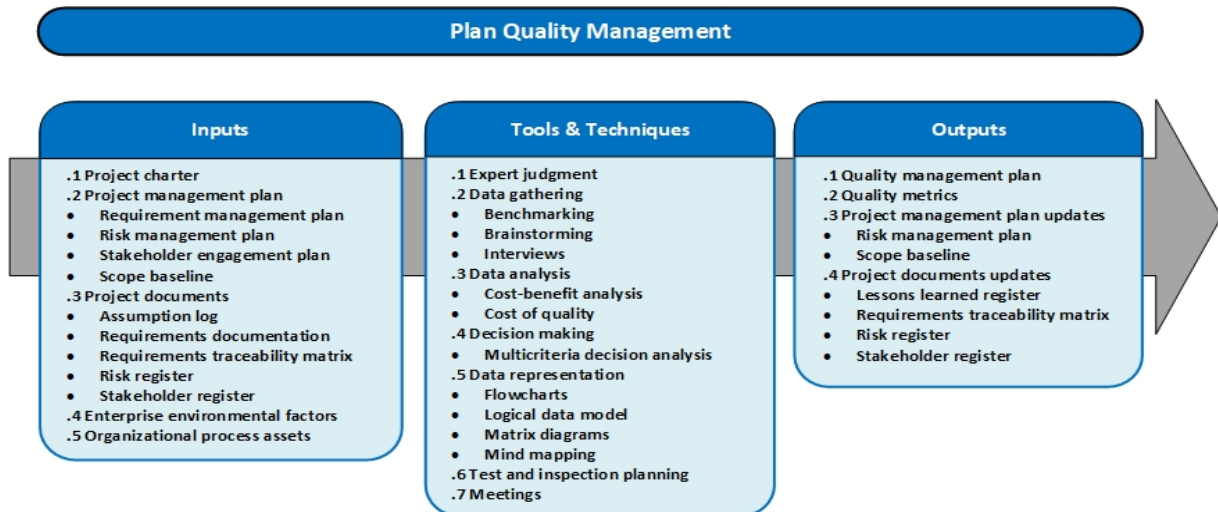 Plan Quality Management
Inputs
.1 Project charter
.2 Project management plan
• Requirement management plan
• Risk management plan
• Stakeholder engagement plan
• Scope baseline
.3 Project documents
• Assumption log
• Requirements documentation
• Requirements traceability matrix
• Risk register
• Stakeholder register
.4 Enterprise environmental factors
.5 Organizational process assets
Tools & Techniques
.1 Expert judgment
.2 Data gathering
• Benchmarking
• Brainstorming
• Interviews
.3 Data analysis
• Cost-benefit analysis
• Cost of quality
.4 Decision making
• Multicriteria decision analysis
.5 Data representation
• Flowcharts
• Logical data model
• Matrix diagrams
• Mind mapping
.6 Test and inspection planning
.7 Meetings
Outputs
.1 Quality management plan
.2 Quality metrics
.3 Project management plan updates
• Risk management plan
• Scope baseline
.4 Project documents updates
• Lessons learned register
• Requirements traceability matrix
• Risk register
• Stakeholder register